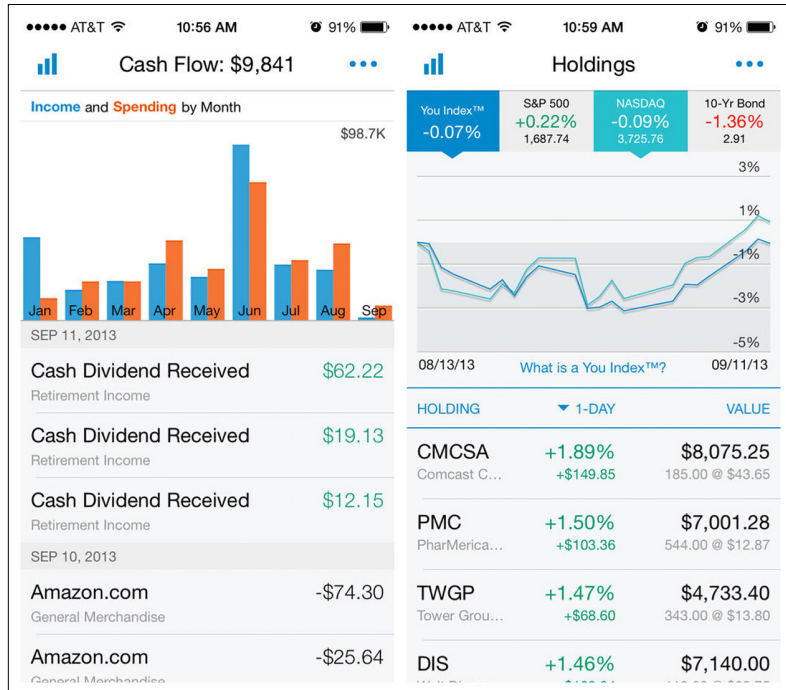 AT&T 10:56 AM 91%
Cash Flow: $9,841
Income and Spending by Month
$98.7K
Jan Feb Mar Apr May Jun Jul Aug Sep
SEP 11, 2013
Cash Dividend Received $62.22
Retirement Income
Cash Dividend Received $19.13
Retirement Income
Cash Dividend Received $12.15
Retirement Income
SEP 10, 2013
Amazon.com -$74.30
General Merchandise
Amazon.com -$25.64
General Merchandise
AT&T 10:59 AM 91%
Holdings
You Index™ S&P 500 NASDAQ 10-Yr Bond
-0.07% +0.22% -0.09% -1.36%
1,687.74 3,725.76 2.91
3%
1%
-1%
-3%
-5%
08/13/13 What is a You Index™? 09/11/13
HOLDING 1-DAY VALUE
CMCSA +1.89% $8,075.25
Comcast C... +$149.85 185.00 @ $43.65
PMC +1.50% $7,001.28
PharMerica... +$103.36 544.00 @ $12.87
TWGP +1.47% $4,733.40
Tower Grou... +$68.60 343.00 @ $13.80
DIS +1.46% $7,140.00